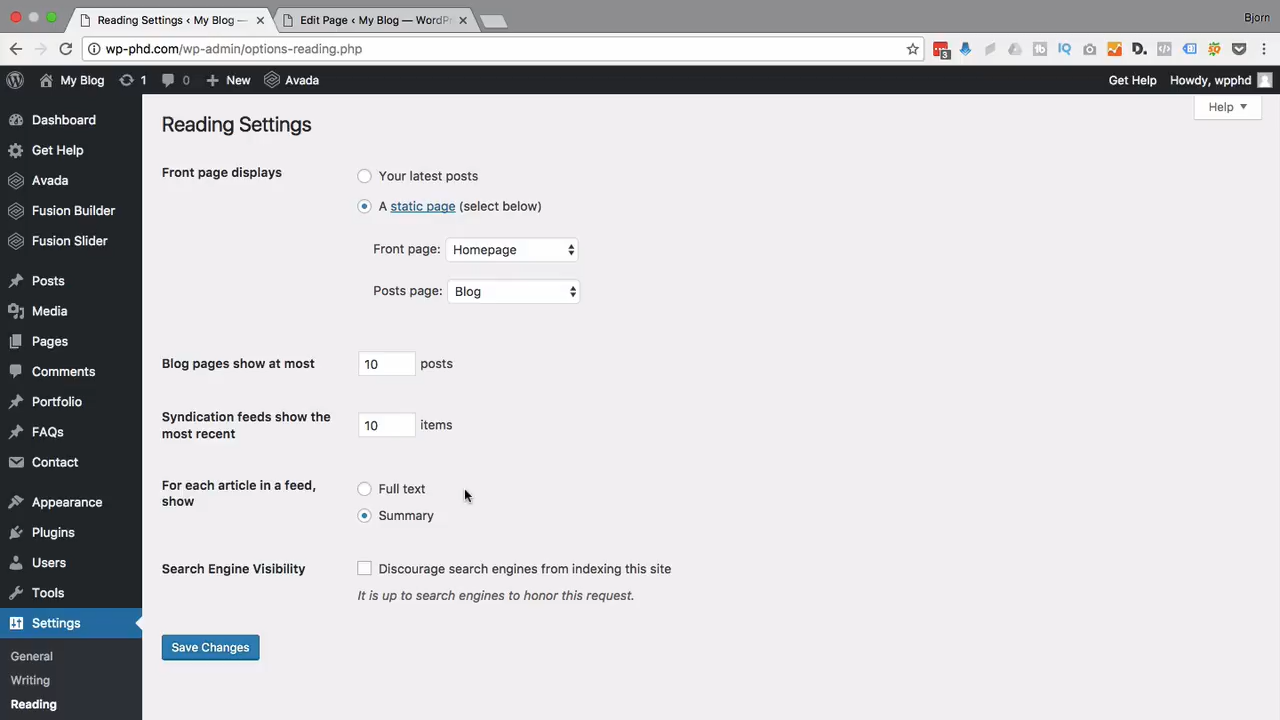 Reading Settings ‹ My Blog —
Edit Page ‹ My Blog — WordP
Bjorn
wp-phd.com/wp-admin/options-reading.php
3
My Blog
1
0
New
Avada
Get Help
Howdy, wpphd
Help
Dashboard
Get Help
Avada
Fusion Builder
Fusion Slider
Posts
Media
Pages
Comments
Portfolio
FAQs
Contact
Appearance
Plugins
Users
Tools
Settings
General
Writing
Reading
Reading Settings
Front page displays
Your latest posts
A static page (select below)
Front page: Homepage
Posts page: Blog
Blog pages show at most
10 posts
Syndication feeds show the
most recent
10 items
For each article in a feed,
show
Full text
Summary
Search Engine Visibility
Discourage search engines from indexing this site
It is up to search engines to honor this request.
Save Changes